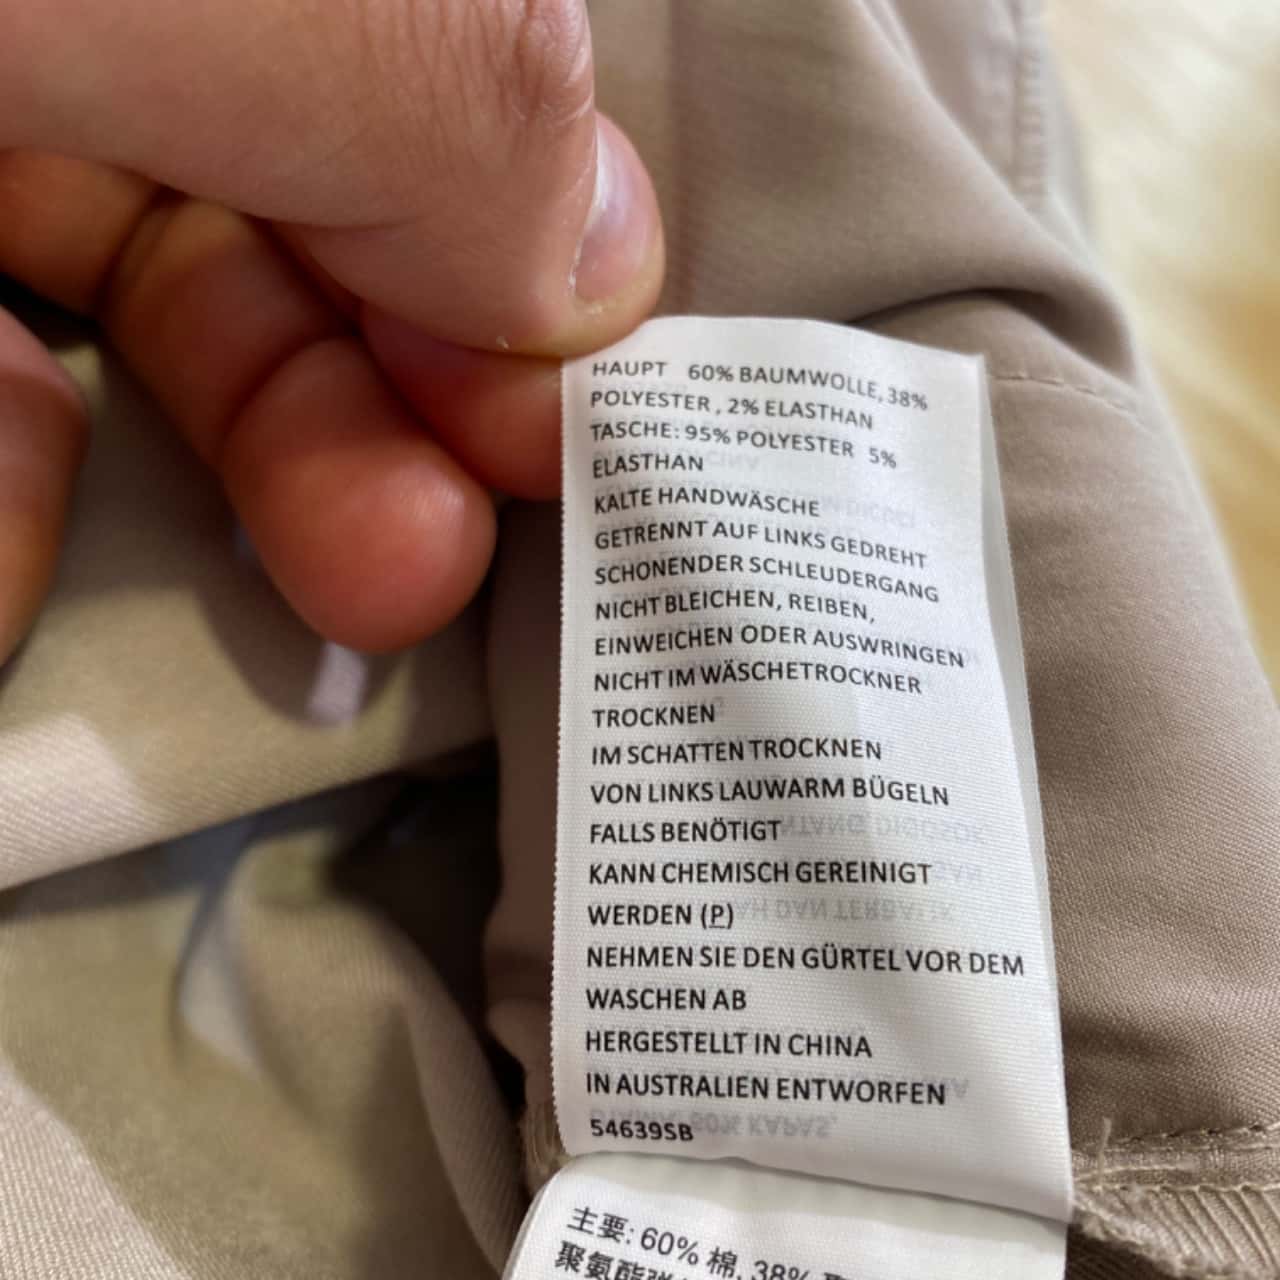 HAUPT 60% BAUMWOLLE, 38%
POLYESTER , 2% ELASTHAN
TASCHE: 95% POLYESTER 5%
ELASTHAN
KALTE HANDWÄSCHE
GETRENNT AUF LINKS GEDREHT
SCHONENDER SCHLEUDERGANG
NICHT BLEICHEN, REIBEN,
EINWEICHEN ODER AUSWRINGEN
NICHT IM WÄSCHETROCKNER
TROCKNEN
IM SCHATTEN TROCKNEN
VON LINKS LAUWARM BÜGELN
FALLS BENÖTIGT
KANN CHEMISCH GEREINIGT
WERDEN (P)
NEHMEN SIE DEN GÜRTEL VOR DEM
WASCHEN AB
HERGESTELLT IN CHINA
IN AUSTRALIEN ENTWORFEN
54639SB
主要: 60% 棉, 38%
聚氨酯